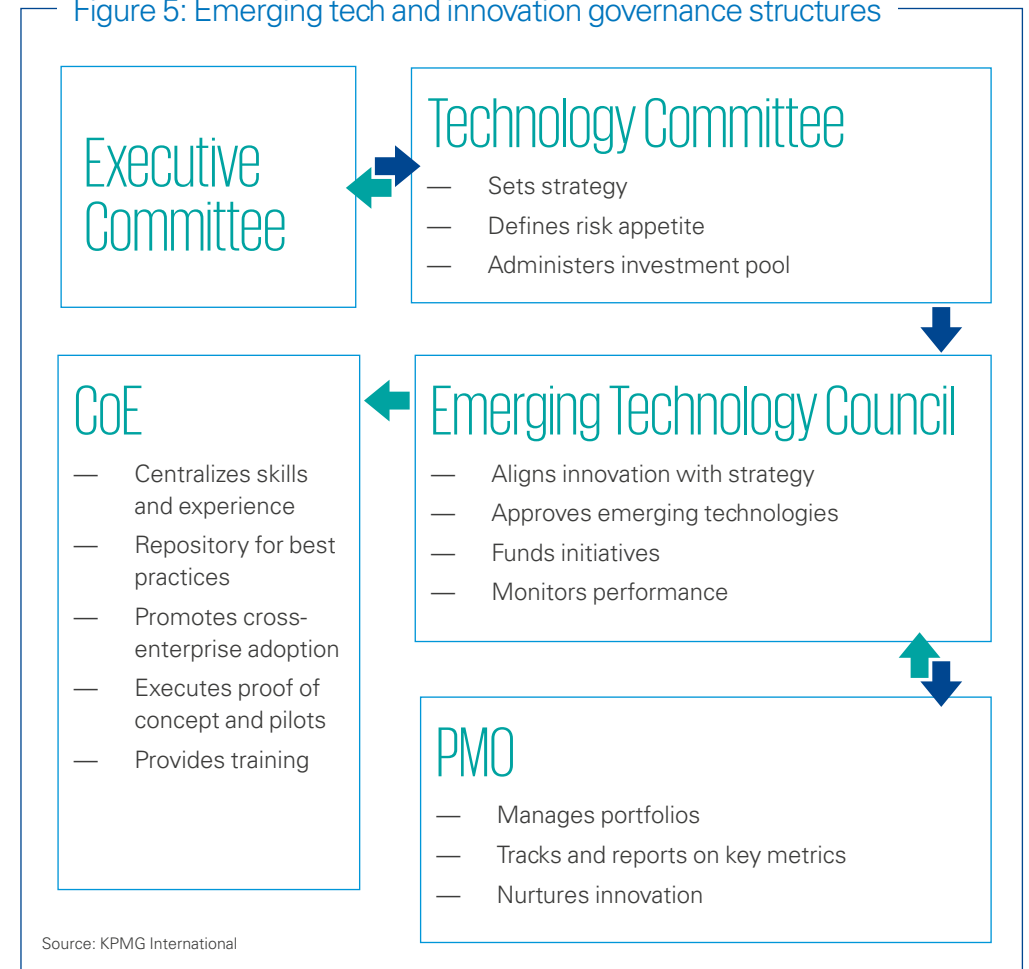 Figure 5: Emerging tech and innovation governance structures
Executive
Committee
Technology Committee
— Sets strategy
— Defines risk appetite
— Administers investment pool
CoE
— Centralizes skills
and experience
— Repository for best
practices
— Promotes cross-
enterprise adoption
— Executes proof of
concept and pilots
— Provides training
Emerging Technology Council
— Aligns innovation with strategy
— Approves emerging technologies
— Funds initiatives
— Monitors performance
PMO
— Manages portfolios
— Tracks and reports on key metrics
— Nurtures innovation
Source: KPMG International